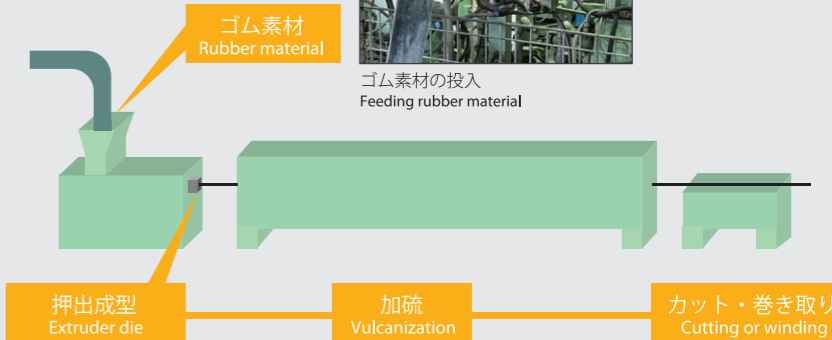 ゴム素材
Rubber material
ゴム素材の投入
Feeding rubber material
押出成型
Extruder die
加硫
Vulcanization
カット・巻き取り
Cutting or winding